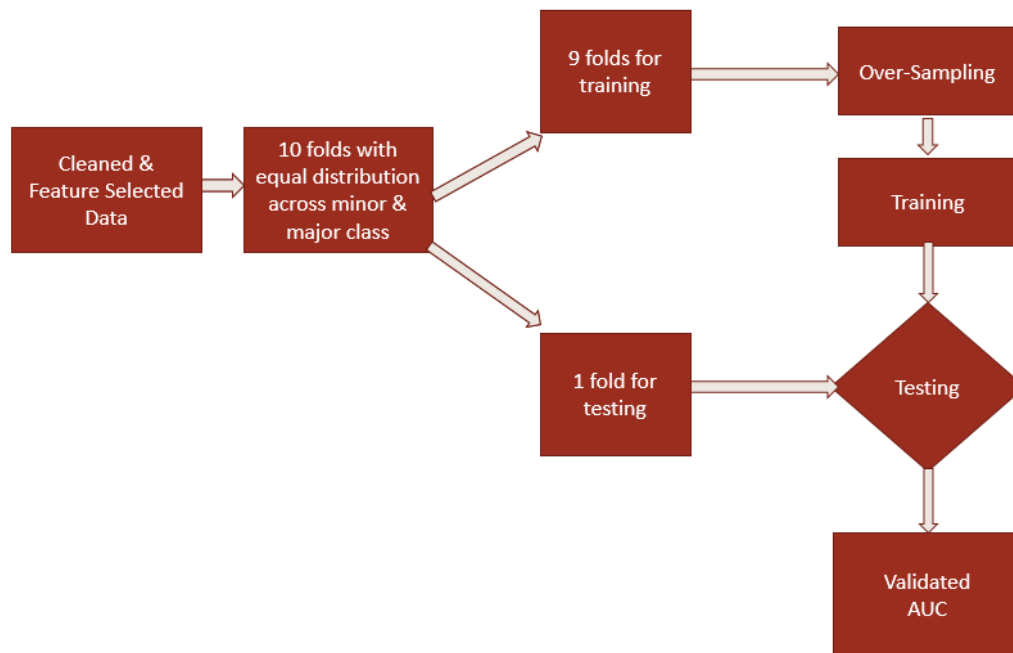 Cleaned &
Feature Selected
Data
10 folds with
equal distribution
across minor &
major class
9 folds for
training
Over-Sampling
Training
1 fold for
testing
Testing
Validated
AUC